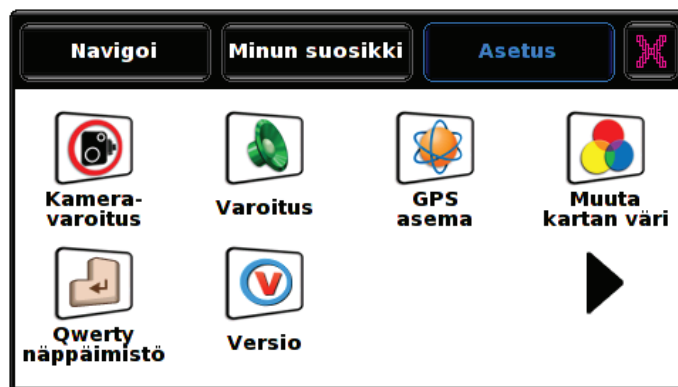 Navigoi
Minun suosikki
Asetus
Kamera-
varoitus
Varoitus
GPS
asema
Muuta
kartan väri
Qwerty
näppäimistö
V
Versio